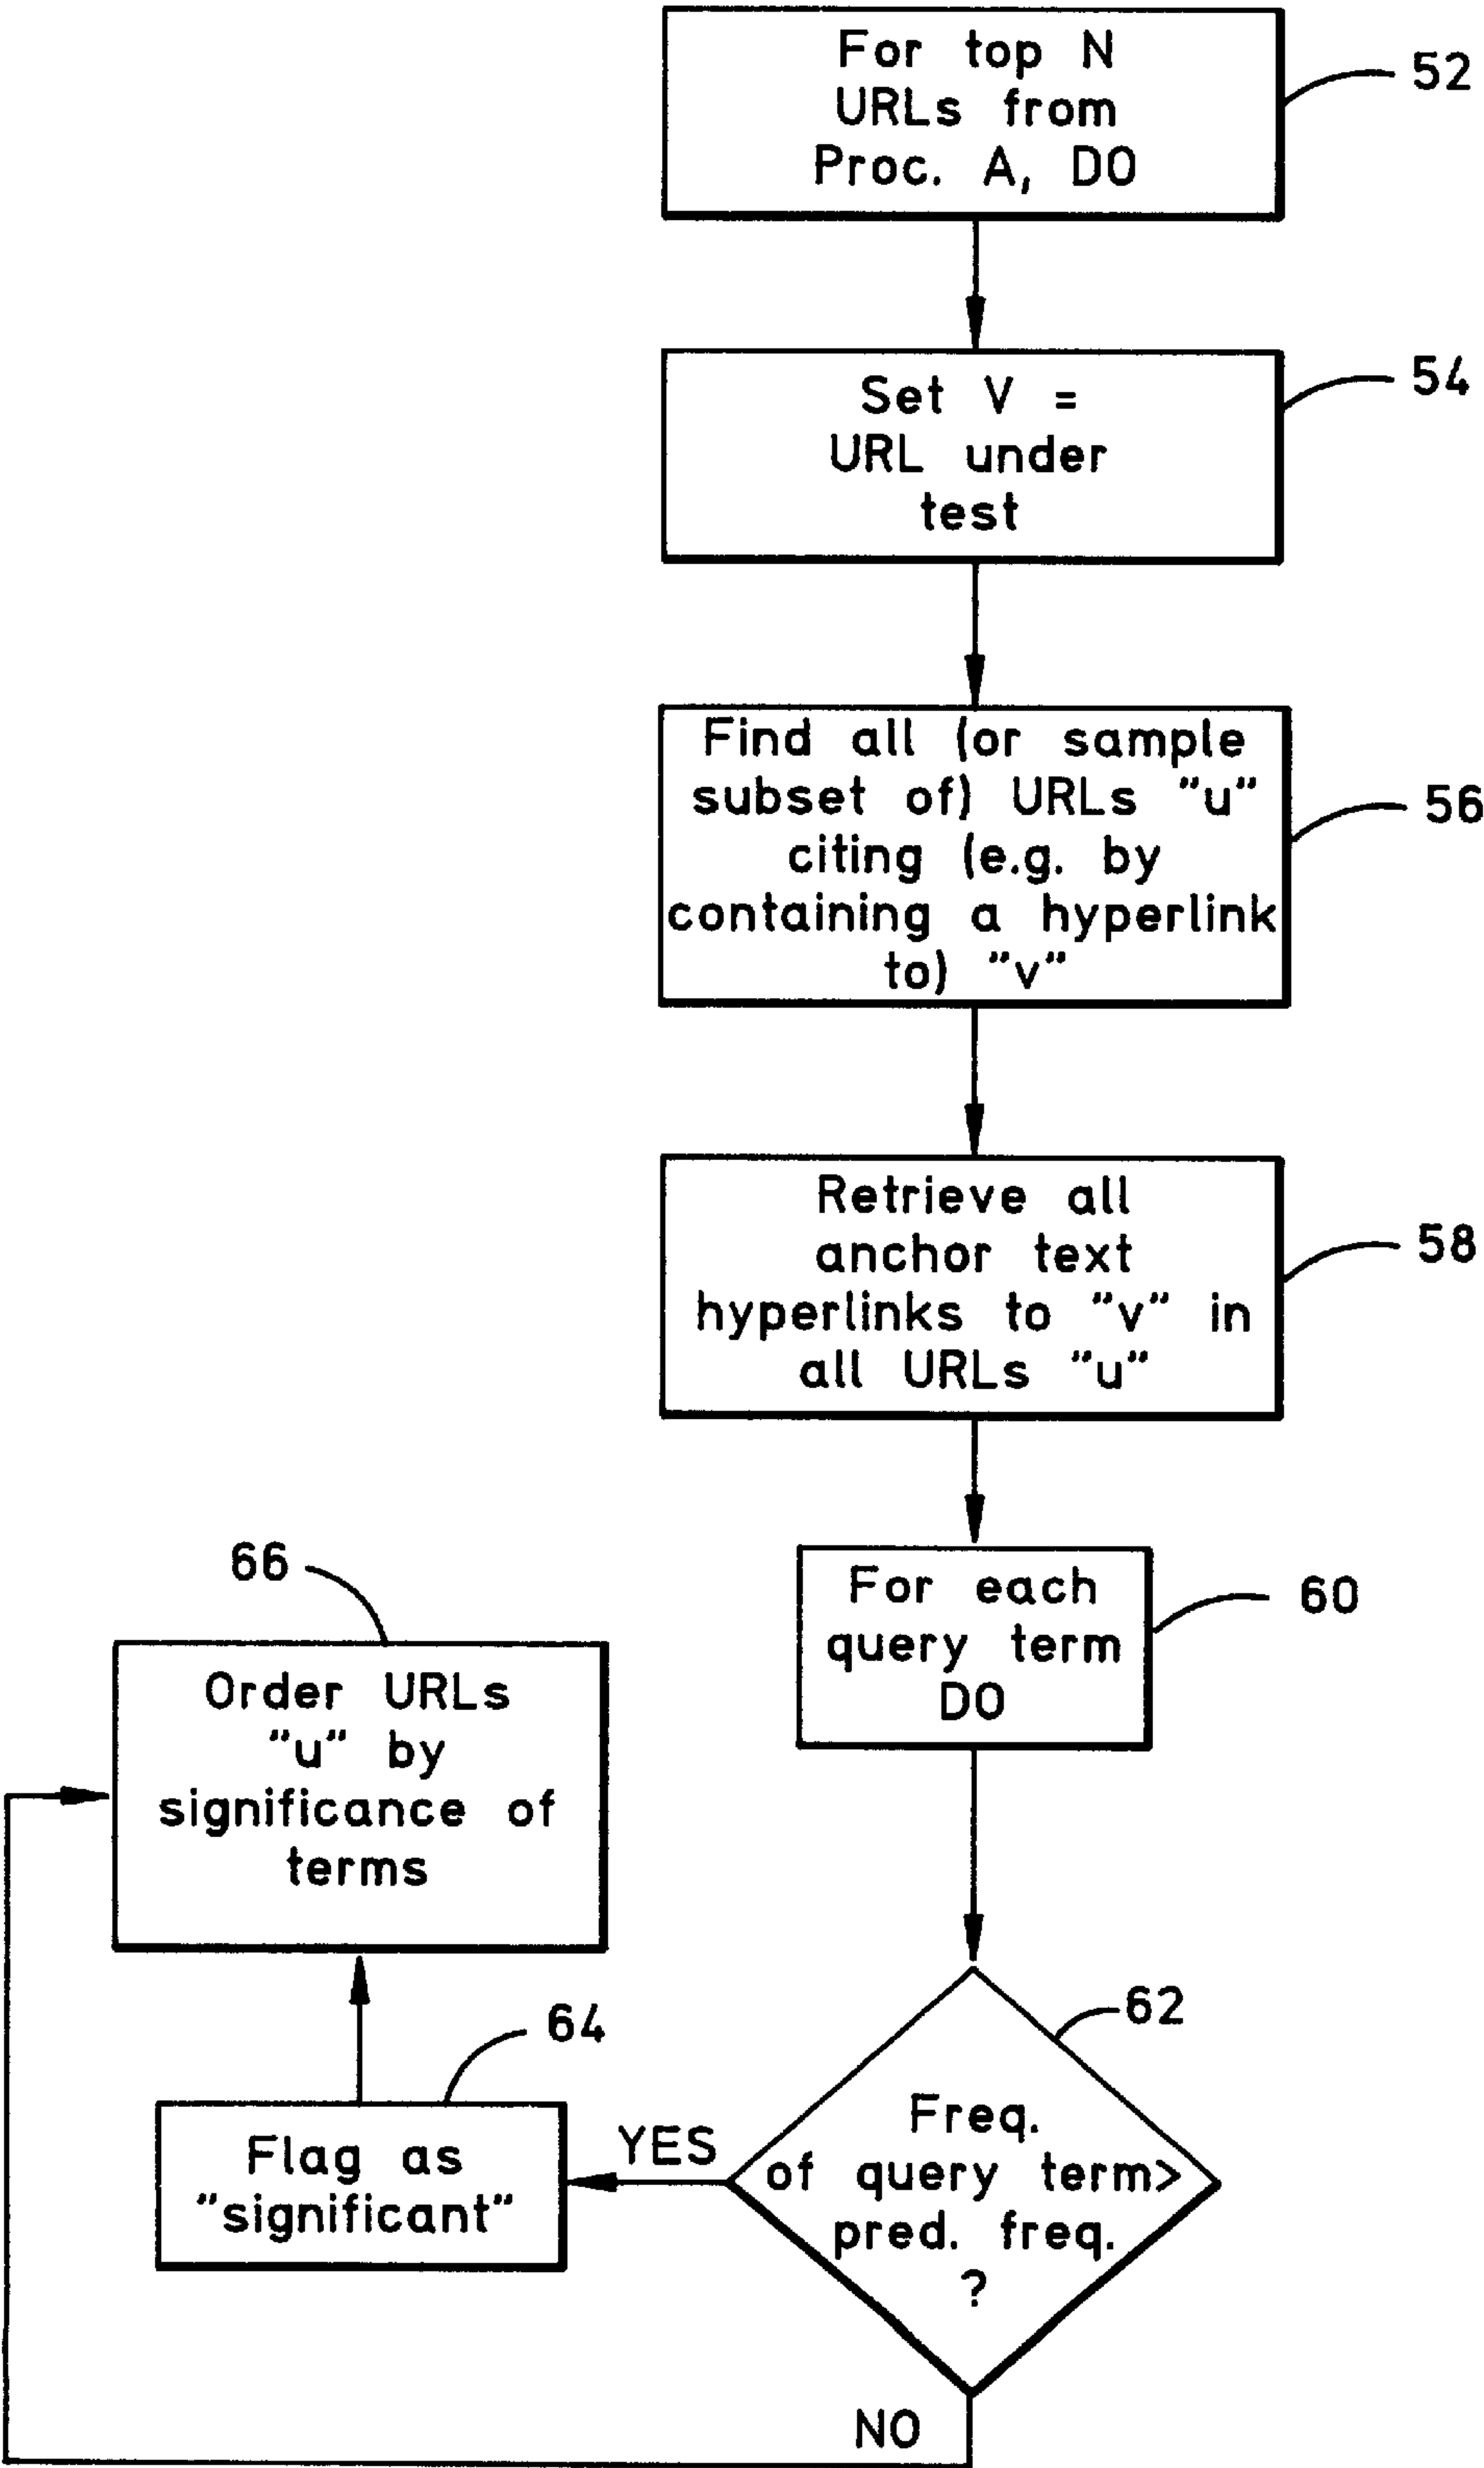 For top N
URLs from
Proc. A, DO
52
Set V =
URL under
test
54
Find all (or sample
subset of) URLs "u"
citing (e.g. by
containing a hyperlink
to) "v"
56
Retrieve all
anchor text
hyperlinks to "v" in
all URLs "u"
58
For each
query term
DO
60
66
Order URLs
"u" by
significance of
terms
62
Freq.
of query term>
pred. freq.
?
YES
64
Flag as
"significant"
NO